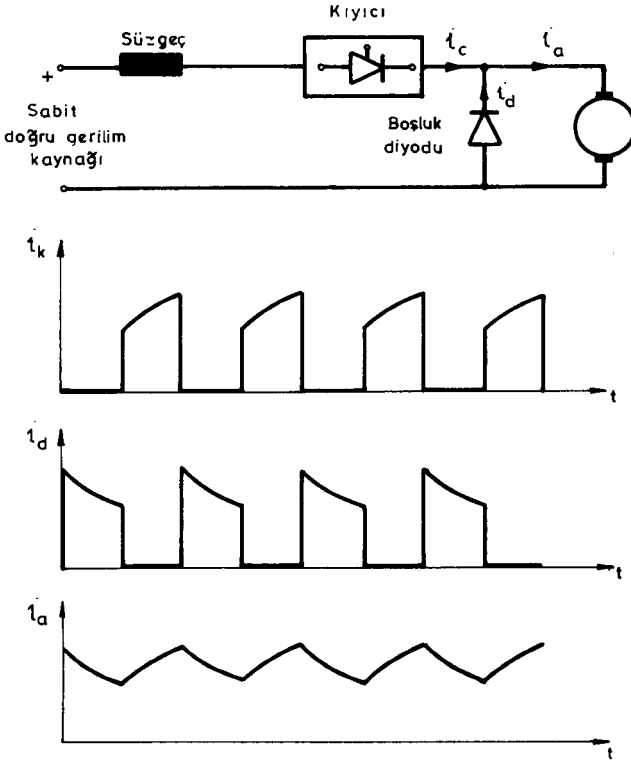 Kıyıcı
Süzgeç
i_c
i_a
+
i_d
Sabit
doğru gerilim
kaynağı
Boşluk
diyodu
i_k
t
i_d
t
i_a
t